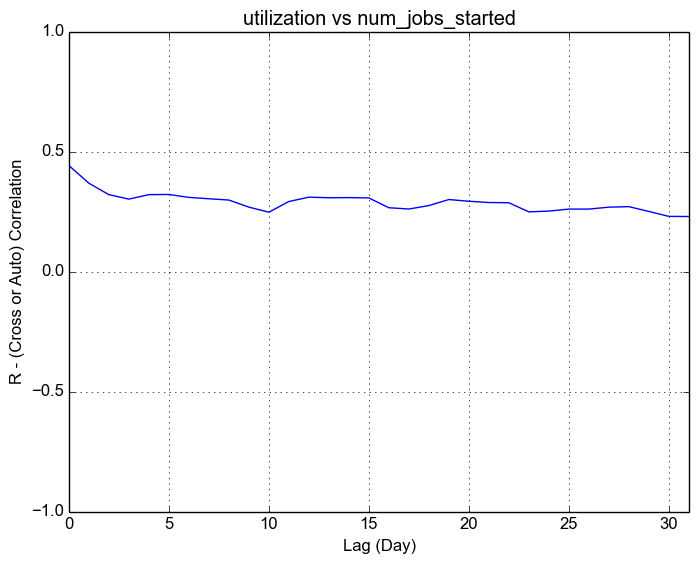 utilization vs num_jobs_started
1.0
0.5
0.0
−0.5
−1.0
R - (Cross or Auto) Correlation
0 5 10 15 20 25 30
Lag (Day)